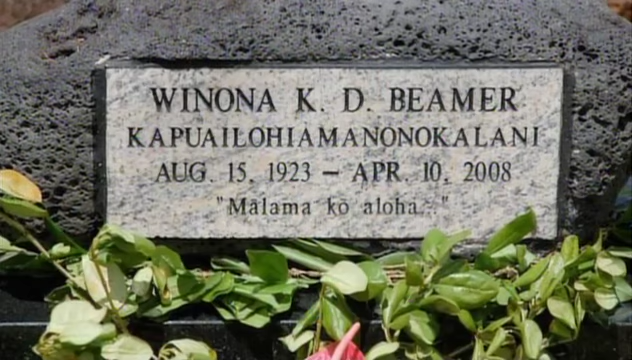 WINONA K. D. BEAMER
KAPUAILOHIAMANONOKALANI
AUG. 15, 1923 – APR. 10, 2008
"Malama ko aloha..."